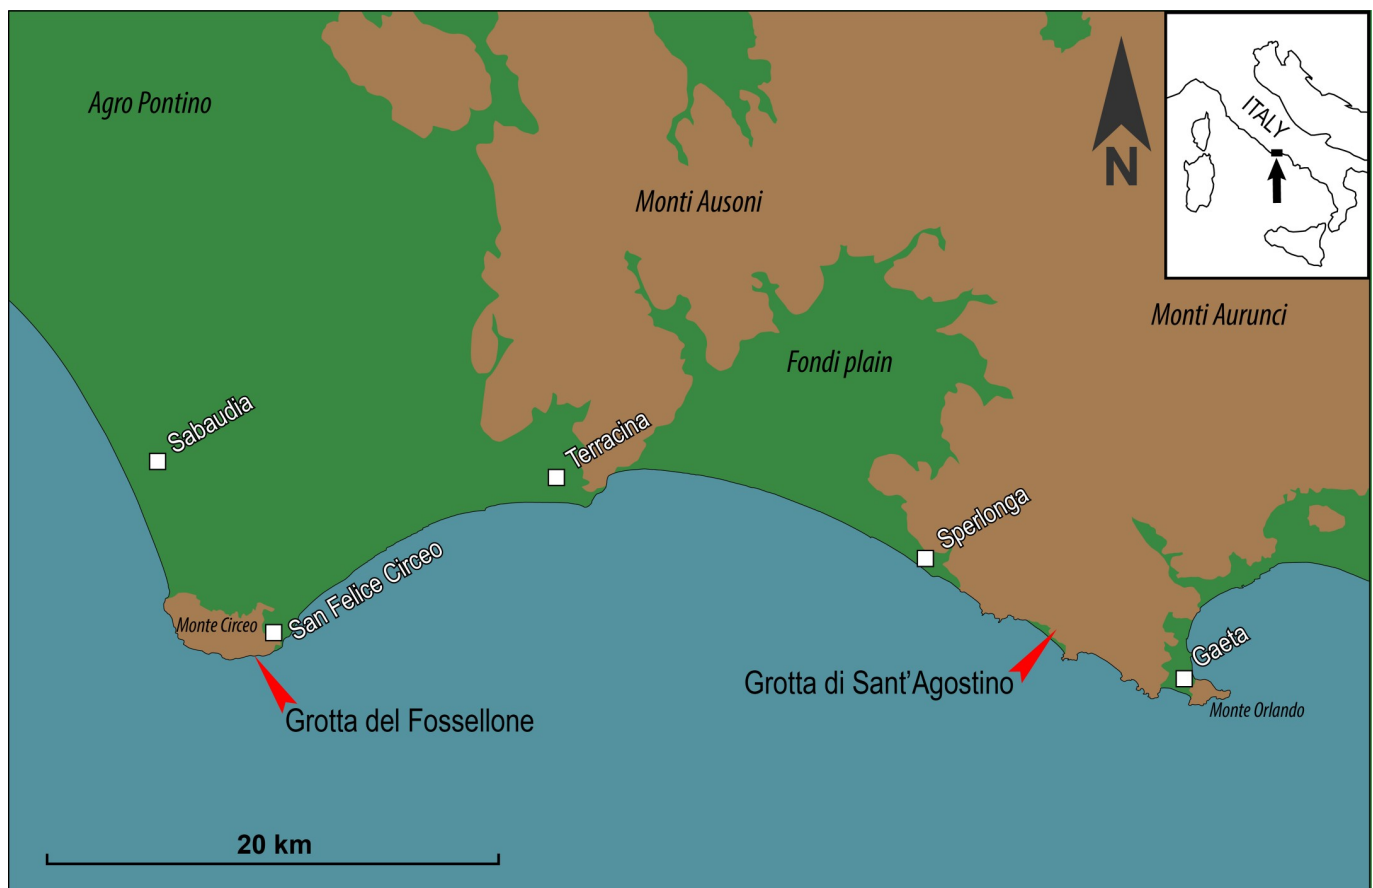 Agro Pontino
N
ITALY
Monti Ausoni
Monti Aurunci
Fondi plain
Sabaudia
Terracina
Sperlonga
San Felice Circeo
Monte Circeo
Gaeta
Grotta di Sant’Agostino
Monte Orlando
Grotta del Fossellone
20 km